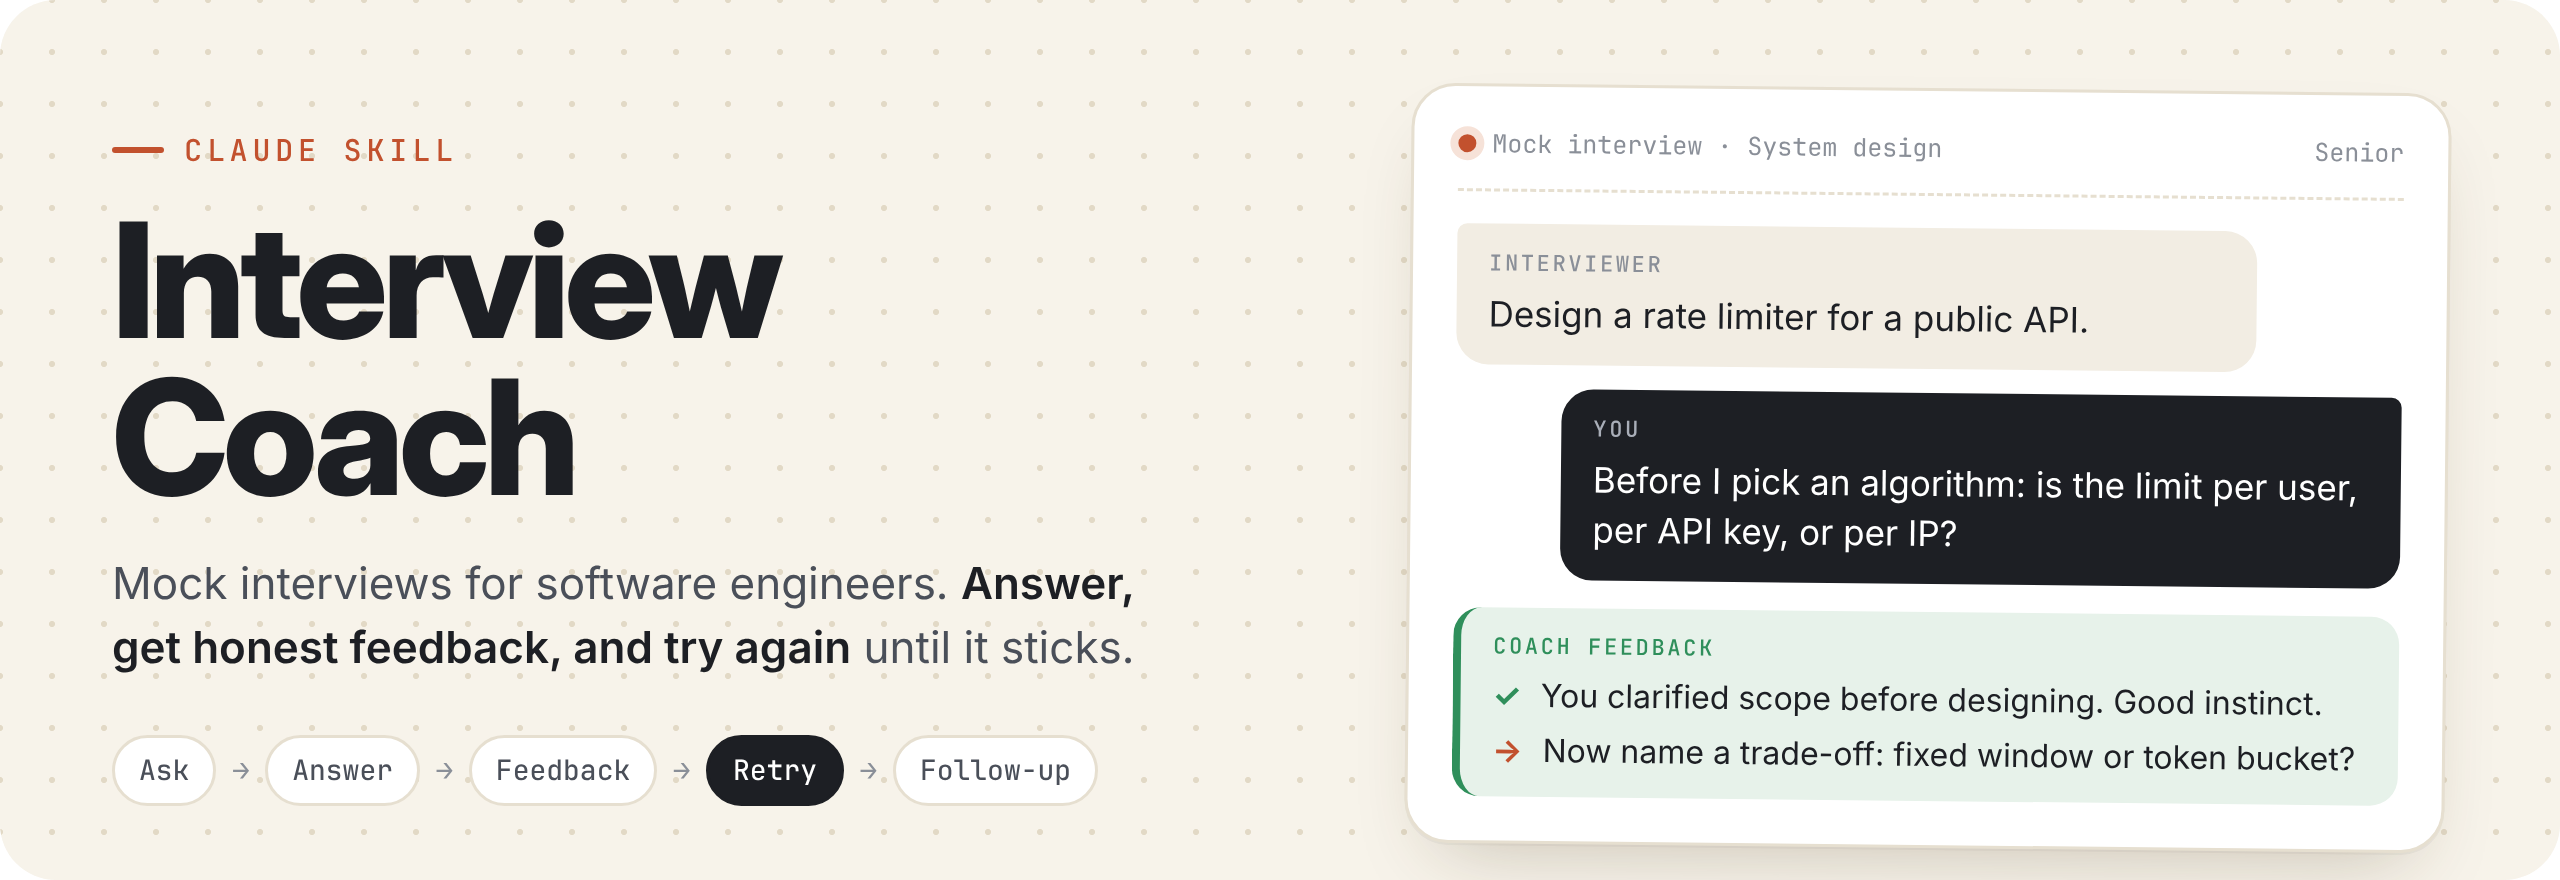 CLAUDE SKILL
Interview
Coach
Mock interviews for software engineers. Answer,
get honest feedback, and try again until it sticks.
Ask → Answer → Feedback → Retry → Follow-up
Mock interview · System design
Senior
INTERVIEWER
Design a rate limiter for a public API.
YOU
Before I pick an algorithm: is the limit per user,
per API key, or per IP?
COACH FEEDBACK
✓ You clarified scope before designing. Good instinct.
→ Now name a trade-off: fixed window or token bucket?